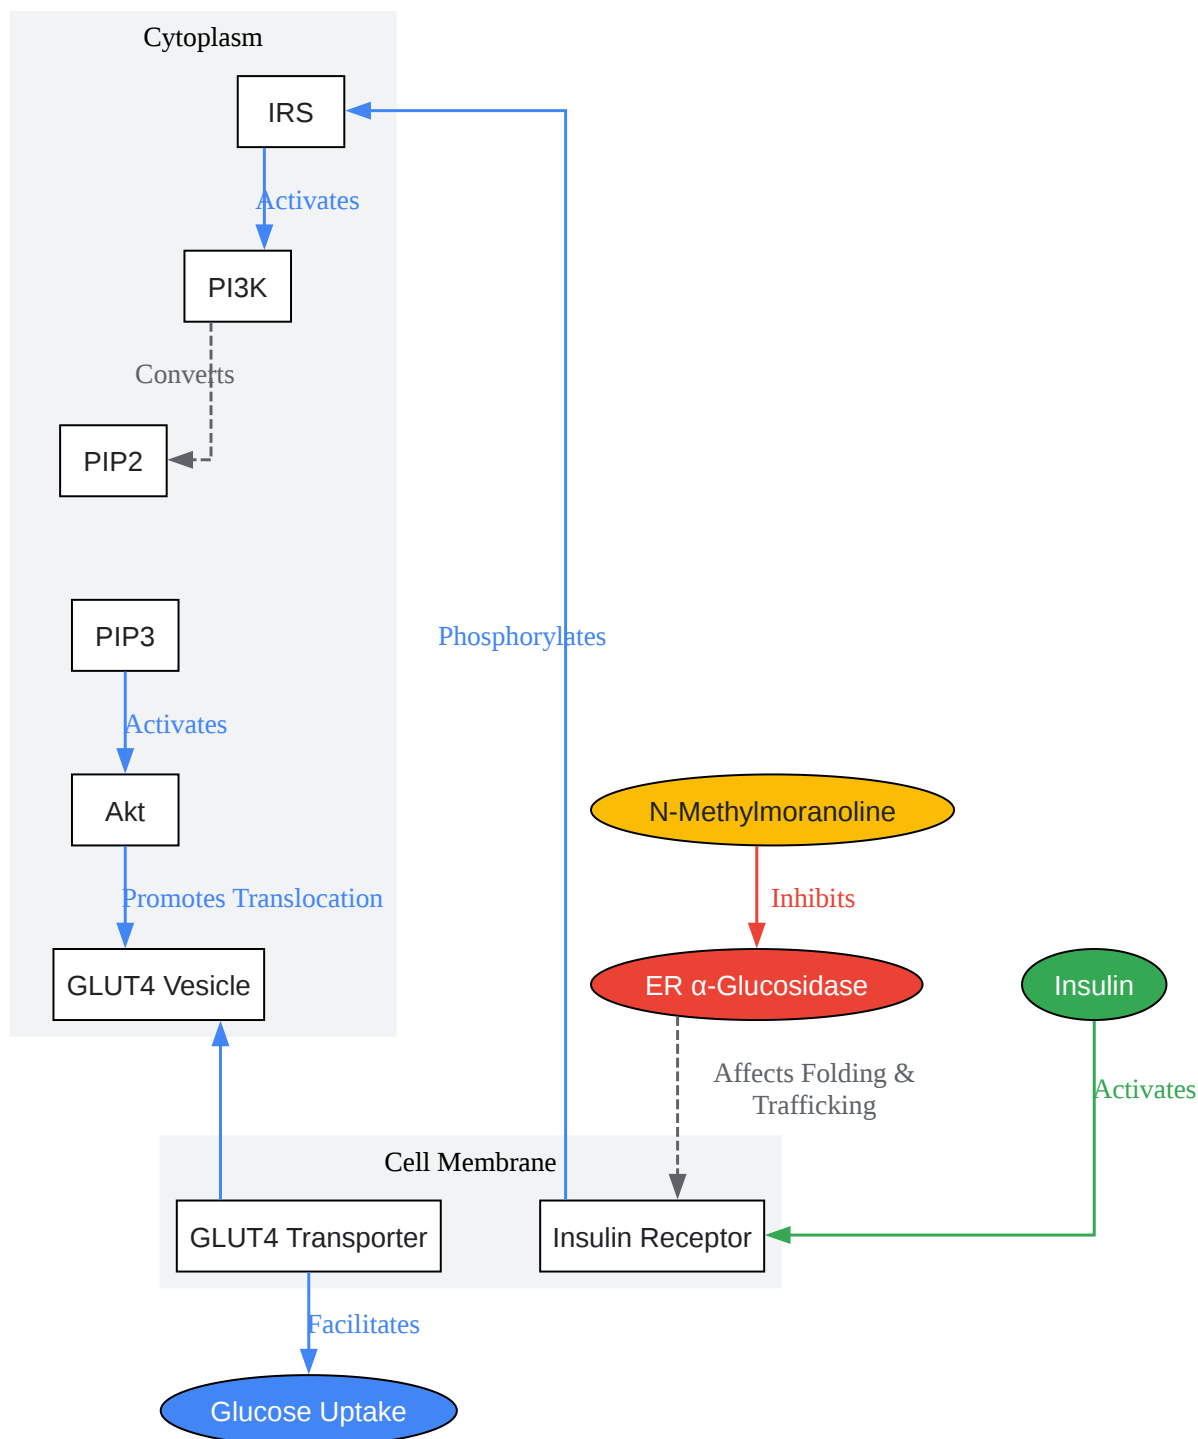 Cytoplasm
IRS
Activates
PI3K
Converts
PIP2
PIP3
Phosphorylates
Activates
Akt
N-Methylmoranoline
Promotes Translocation
Inhibits
GLUT4 Vesicle
ER α-Glucosidase
Insulin
Affects Folding &
Trafficking
Activates
Cell Membrane
GLUT4 Transporter
Insulin Receptor
Facilitates
Glucose Uptake